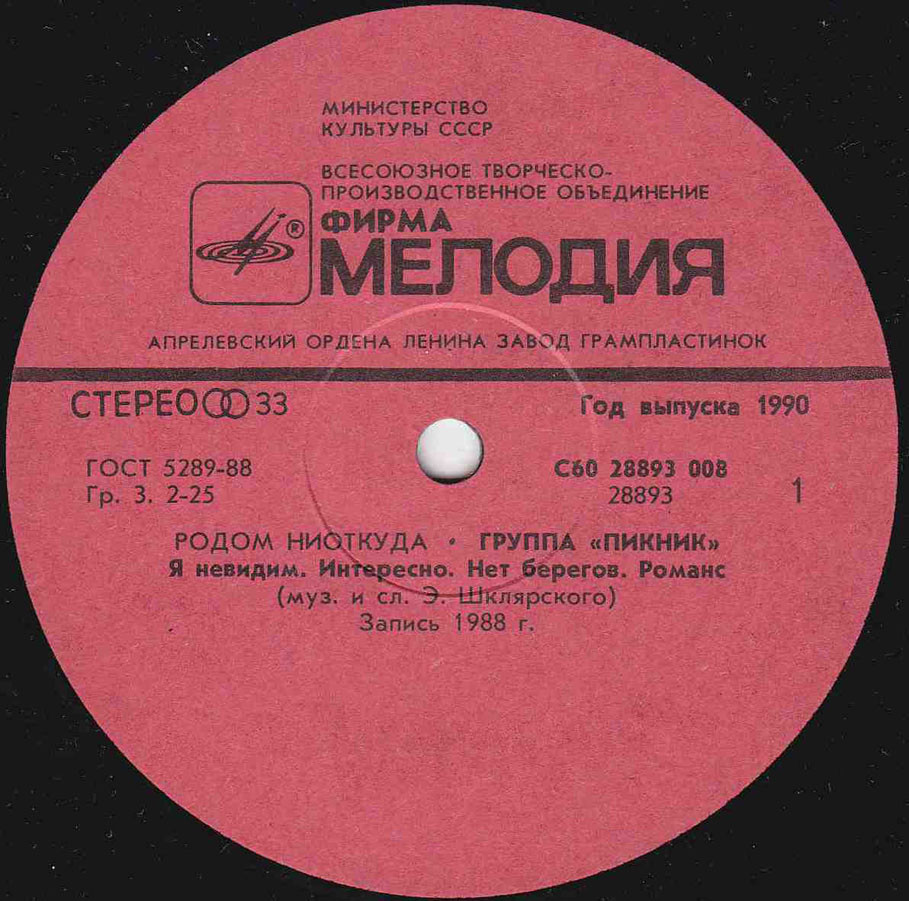 МИНИСТЕРСТВО
КУЛЬТУРЫ СССР
ВСЕСОЮЗНОЕ ТВОРЧЕСКО-
ПРОИЗВОДСТВЕННОЕ ОБЪЕДИНЕНИЕ
ФИРМА
® МЕЛОДИЯ
АПРЕЛЕВСКИЙ ОРДЕНА ЛЕНИНА ЗАВОД ГРАМПЛАСТИНОК
СТЕРЕО 33 Год выпуска 1990
ГОСТ 5289-88 С60 28893 008
Гр. 3. 2-25 28893 1
РОДОМ НИОТКУДА • ГРУППА «ПИКНИК»
Я невидим. Интересно. Нет берегов. Романс
(муз. и сл. Э. Шклярского)
Запись 1988 г.